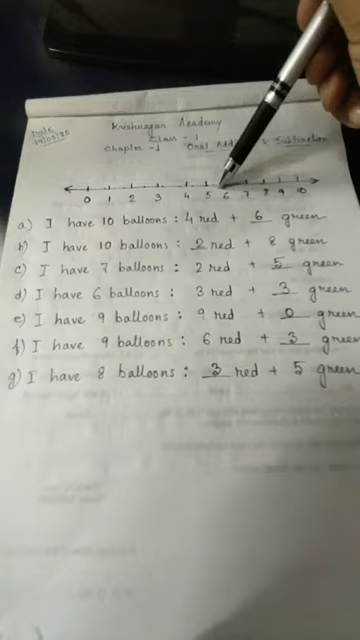 Date
Krishnagar Academy
Class - 1
Chapter - 1 Oral Add & Subtraction
0 1 2 3 4 5 6 7 8 9 10
a) I have 10 balloons : 4 red + 6 green
b) I have 10 balloons : 2 red + 8 green
c) I have 7 balloons : 2 red + 5 green
d) I have 6 balloons : 3 red + 3 green
e) I have 9 balloons : 9 red + 0 green
f) I have 9 balloons : 6 red + 3 green
g) I have 8 balloons : 3 red + 5 green